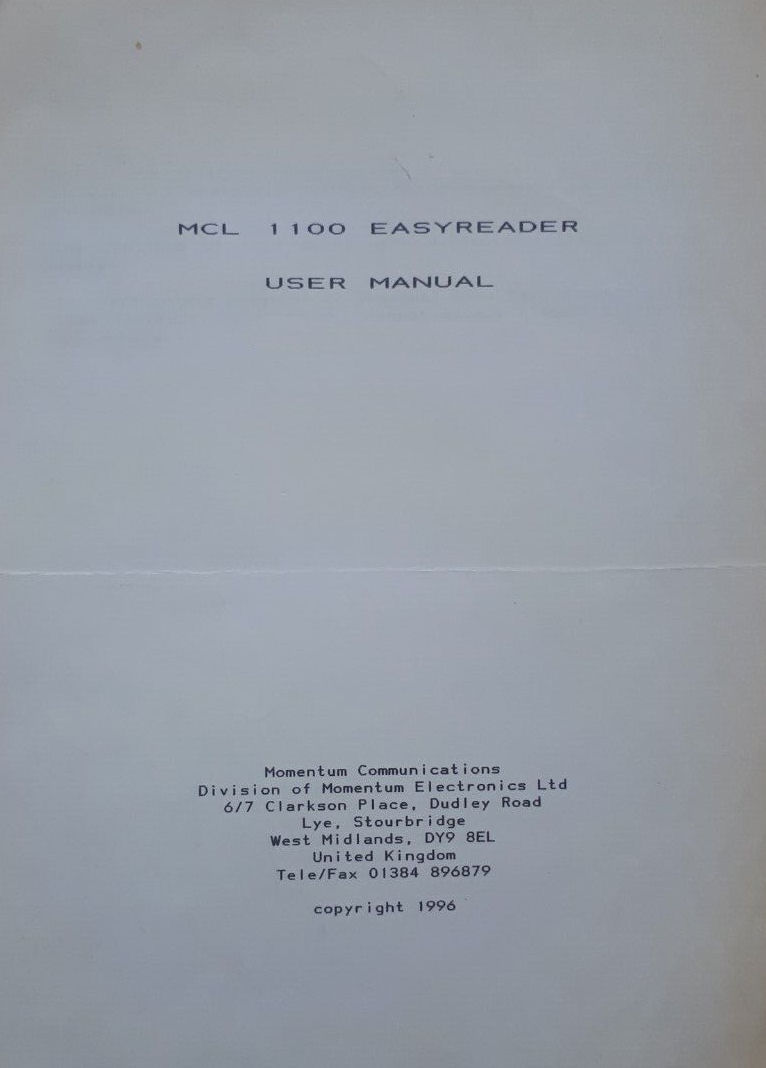 MCL 1100 EASYREADER
USER MANUAL
Momentum Communications
Division of Momentum Electronics Ltd
6/7 Clarkson Place, Dudley Road
Lye, Stourbridge
West Midlands, DY9 8EL
United Kingdom
Tele/Fax 01384 896879
copyright 1996